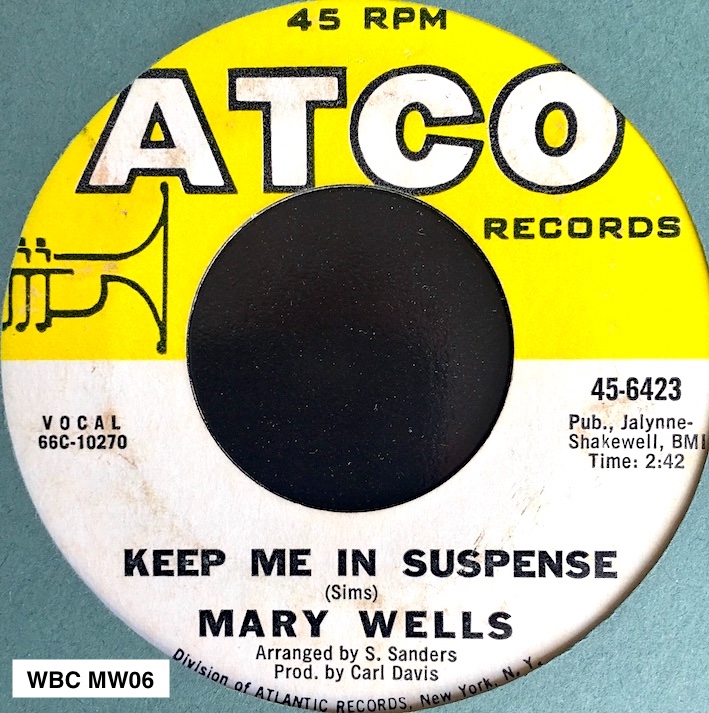 45 RPM
ATCO
RECORDS
45-6423
VOCAL
66C-10270
Pub., Jalynne-
Shakewell, BMI
Time: 2:42
KEEP ME IN SUSPENSE
(Sims)
MARY WELLS
Arranged by S. Sanders
Prod. by Carl Davis
Division of ATLANTIC RECORDS, New York, N. Y.
WBC MW06